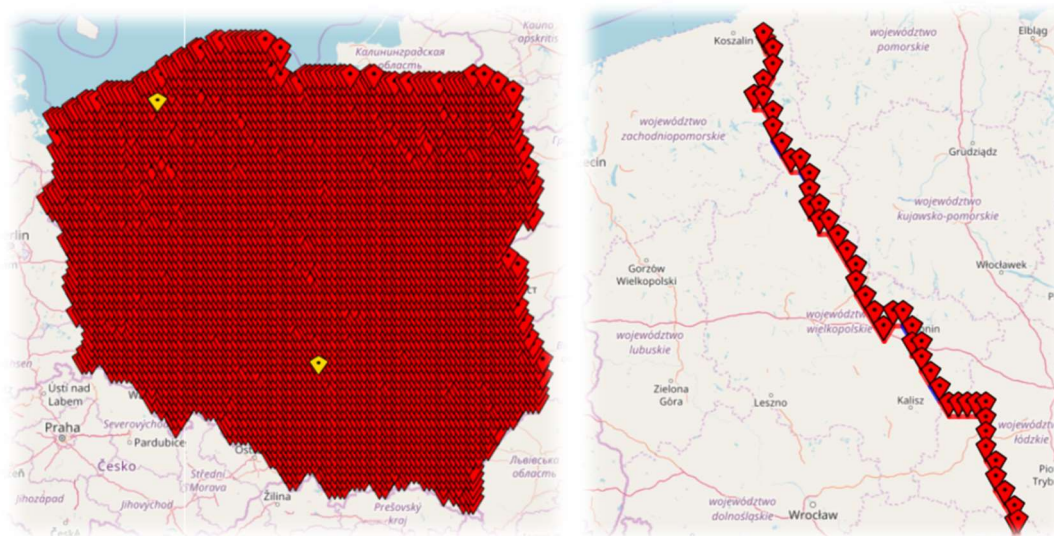 Kauno
apskritis
Калининградская
область
Ústí nad
Labem
Praha
Severovýchod
Pardubice
Česko
Střední
Morava
Jihozápad
Jihovýchod
Žilina
Prešovský
kraj
Львівська
область
Koszalin
województwo
pomorskie
Elbląg
województwo
zachodniopomorskie
Grudziądz
województwo
kujawsko-pomorskie
Gorzów
Wielkopolski
Włocławek
województwo
wielkopolskie
województwo
lubuskie
Zielona
Góra
Leszno
Kalisz
województwo
łódzkie
województwo
dolnośląskie
Wrocław